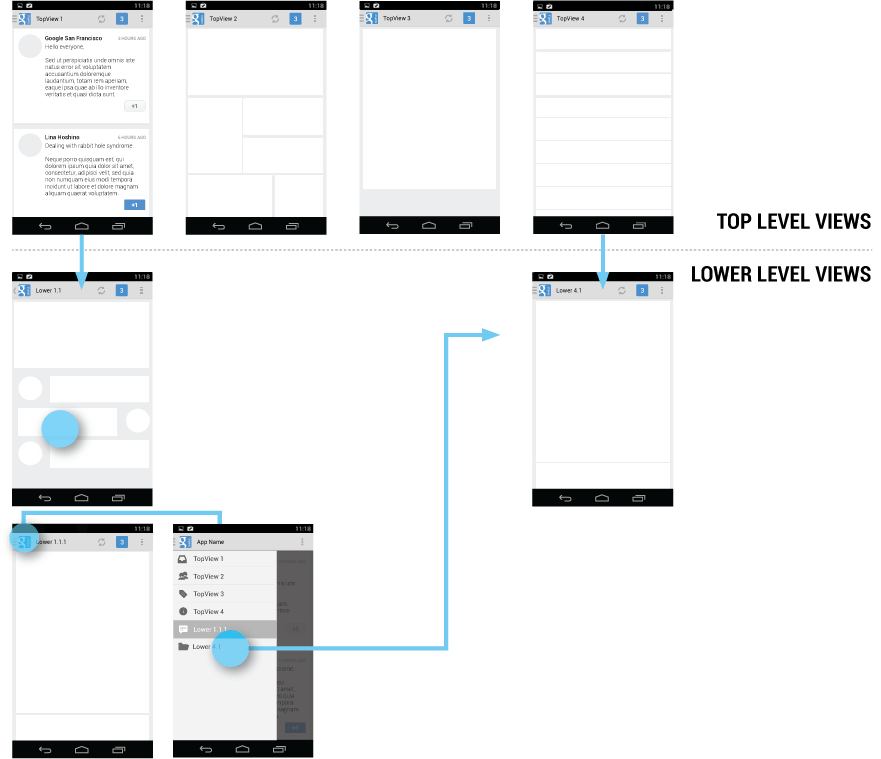 11:18
TopView 1
3
Google San Francisco
3 HOURS AGO
Hello everyone,
Sed ut perspiciatis unde omnis iste
natus error sit voluptatem
accusantium doloremque
laudantium, totam rem aperiam,
eaque ipsa quae ab illo inventore
veritatis et quasi dicta sunt.
+1
Lina Hoshino
Dealing with rabbit hole syndrome
Neque porro quisquam est, qui
dolorem ipsum quia dolor sit amet,
consectetur, adipisci velit, sed quia
non numquam eius modi tempora
incidunt ut labore et dolore magnam
aliquam quaerat voluptatem.
+1
11:18
TopView 2
3
11:18
TopView 3
3
11:18
TopView 4
3
TOP LEVEL VIEWS
LOWER LEVEL VIEWS
11:18
Lower 1.1
3
11:18
Lower 4.1
3
11:18
Lower 1.1.1
3
11:18
App Name
TopView 1
TopView 2
TopView 3
TopView 4
Lower 1.1.1
Lower 4.1